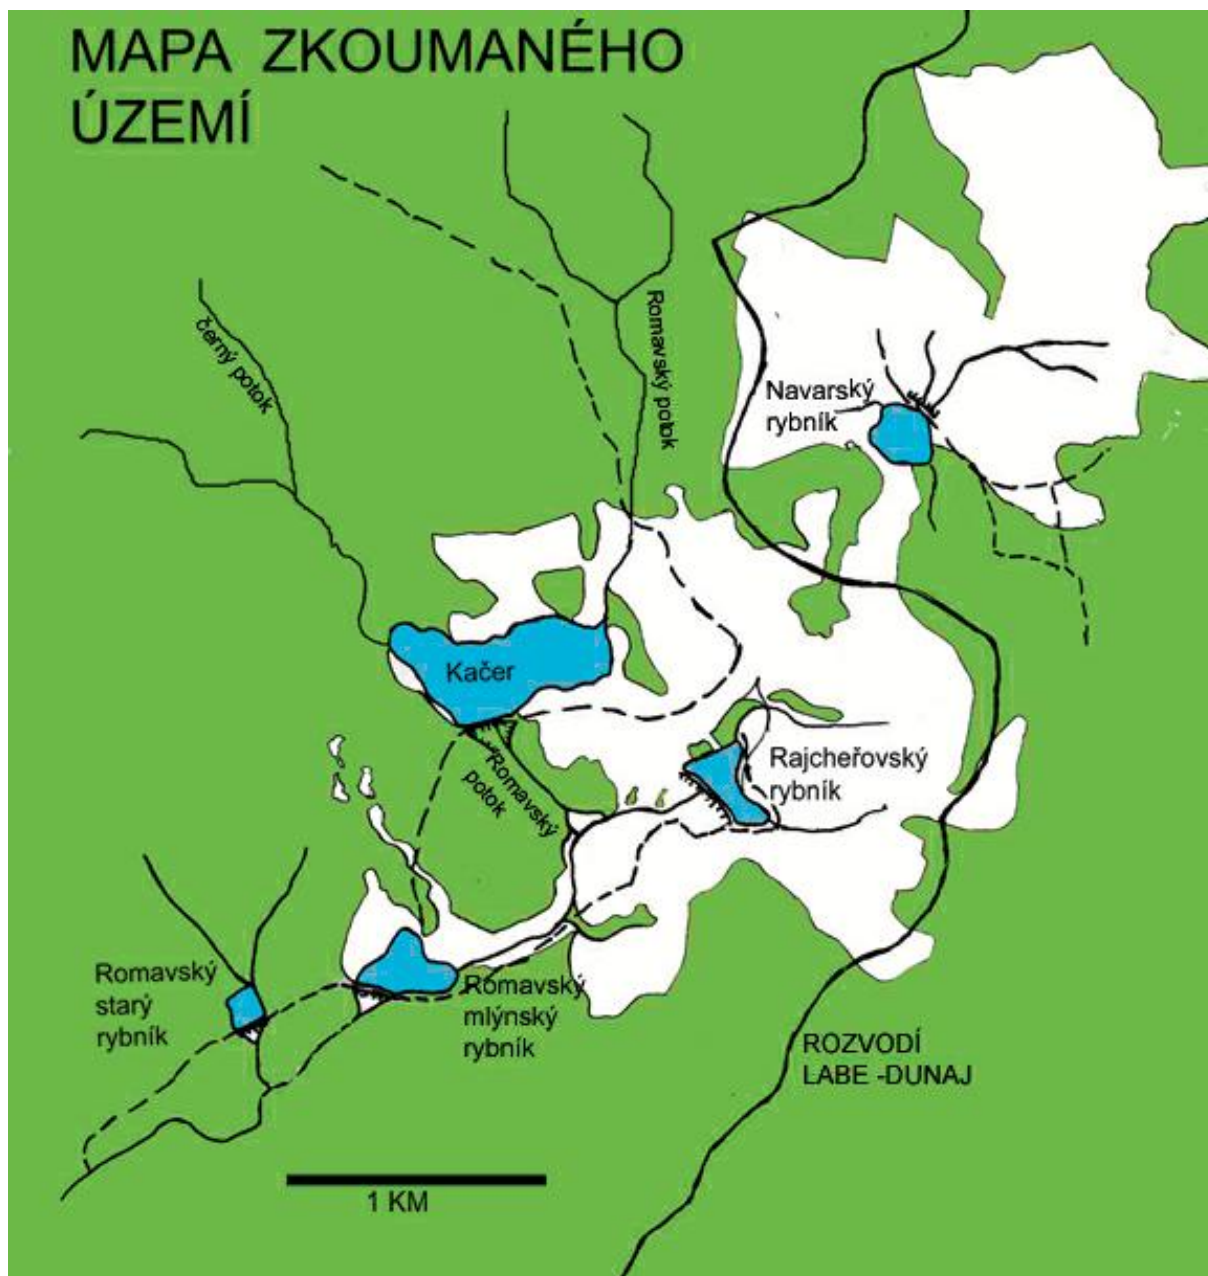 MAPA ZKOUMANÉHO
ÚZEMÍ
Romavský potok
černý potok
Navarský
rybník
Kačer
Romavský
potok
Rajcheřovský
rybník
Romavský
starý
rybník
Romavský
mlýnský
rybník
ROZVODÍ
LABE -DUNAJ
1 KM